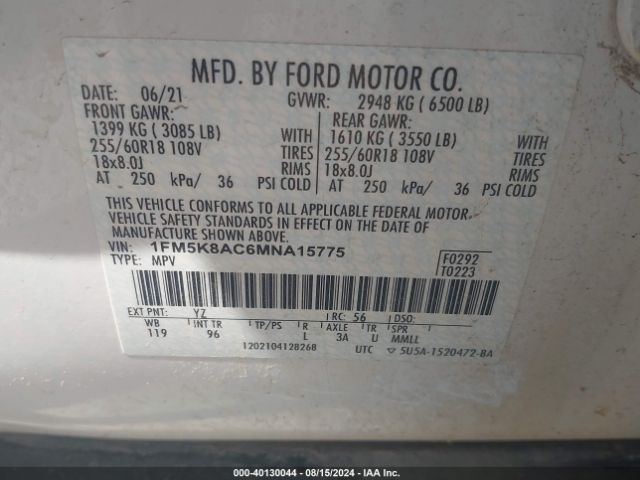 MFD. BY FORD MOTOR CO.
DATE: 06/21 GVWR: 2948 KG ( 6500 LB)
FRONT GAWR: REAR GAWR:
1399 KG ( 3085 LB) WITH 1610 KG ( 3550 LB) WITH
255/60R18 108V TIRES 255/60R18 108V TIRES
18x8.0J RIMS 18x8.0J RIMS
AT 250 kPa/ 36 PSI COLD AT 250 kPa/ 36 PSI COLD
THIS VEHICLE CONFORMS TO ALL APPLICABLE FEDERAL MOTOR
VEHICLE SAFETY STANDARDS IN EFFECT ON THE DATE OF
MANUFACTURE SHOWN ABOVE.
VIN: 1FM5K8AC6MNA15775 F0292
TYPE: MPV T0223
EXT PNT: YZ RC: 56 DSO:
WB INT TR TP/PS R AXLE TR SPR
119 96 L 3A U MMLL
1202104128268 UTC ▽ 5U5A-1520472-BA
000-40130044 - 08/15/2024 - IAAI.COM